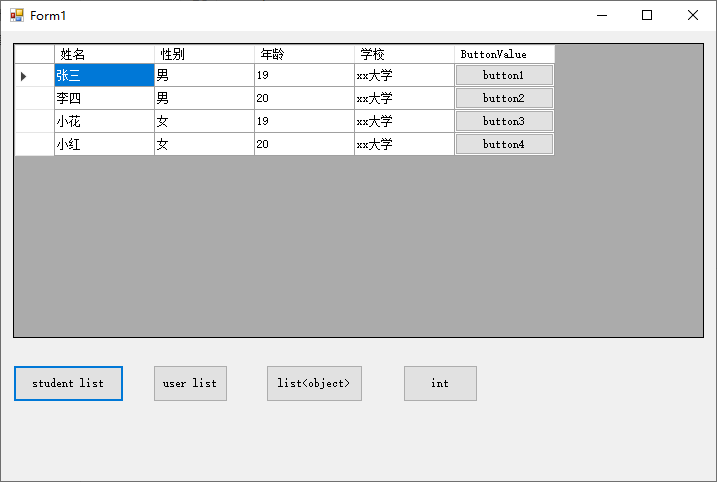 Form1
姓名 性别 年龄 学校 ButtonValue
张三 男 19 xx大学 button1
李四 男 20 xx大学 button2
小花 女 19 xx大学 button3
小红 女 20 xx大学 button4
student list user list list<object> int